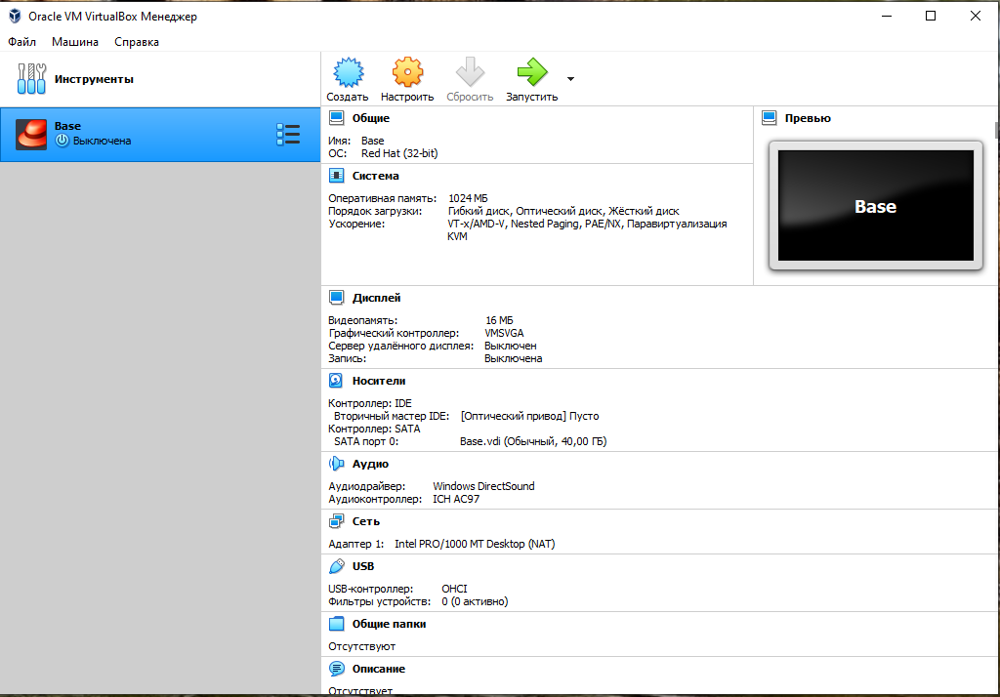 Oracle VM VirtualBox Менеджер
Файл Машина Справка
Инструменты
Создать Настроить Сбросить Запустить
Base
Выключена
Общие
Имя: Base
ОС: Red Hat (32-bit)
Система
Оперативная память: 1024 МБ
Порядок загрузки: Гибкий диск, Оптический диск, Жёсткий диск
Ускорение: VT-x/AMD-V, Nested Paging, PAE/NX, Паравиртуализация
KVM
Превью
Base
Дисплей
Видеопамять: 16 МБ
Графический контроллер: VMSVGA
Сервер удалённого дисплея: Выключен
Запись: Выключена
Носители
Контроллер: IDE
Вторичный мастер IDE: [Оптический привод] Пусто
Контроллер: SATA
SATA порт 0: Base.vdi (Обычный, 40,00 ГБ)
Аудио
Аудиодрайвер: Windows DirectSound
Аудиоконтроллер: ICH AC97
Сеть
Адаптер 1: Intel PRO/1000 MT Desktop (NAT)
USB
USB-контроллер: OHCI
Фильтры устройств: 0 (0 активно)
Общие папки
Отсутствуют
Описание
Отсутствует